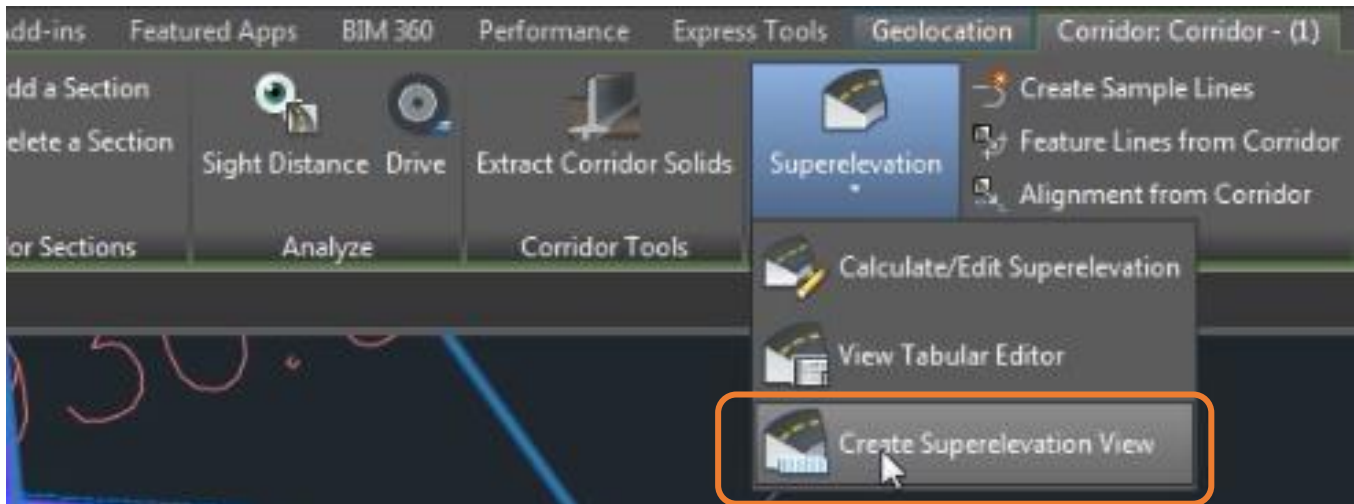 Add-ins Featured Apps BIM 360 Performance Express Tools Geolocation Corridor: Corridor - (1)
dd a Section
elete a Section
Sight Distance Drive
Extract Corridor Solids
Superelevation
Create Sample Lines
Feature Lines from Corridor
Alignment from Corridor
or Sections Analyze Corridor Tools
Calculate/Edit Superelevation
View Tabular Editor
Create Superelevation View